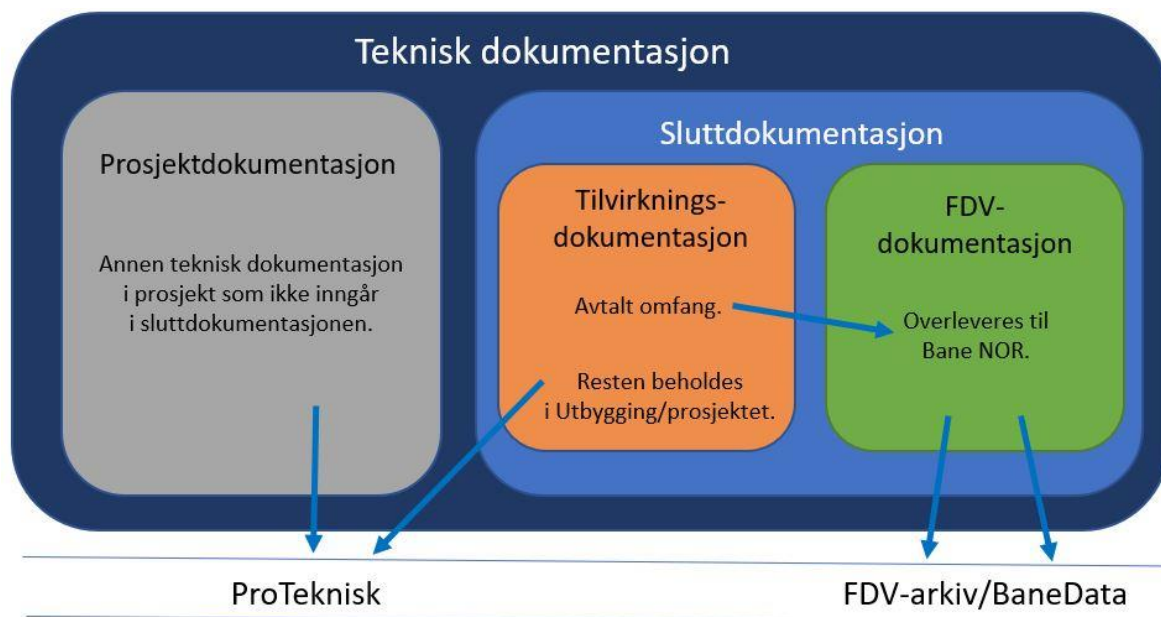 Teknisk dokumentasjon
Prosjektdokumentasjon
Annen teknisk dokumentasjon
i prosjekt som ikke inngår
i sluttdokumentasjonen.
Sluttdokumentasjon
Tilvirknings-
dokumentasjon
Avtalt omfang.
Resten beholdes
i Utbygging/prosjektet.
FDV-
dokumentasjon
Overleveres til
Bane NOR.
ProTeknisk
FDV-arkiv/BaneData